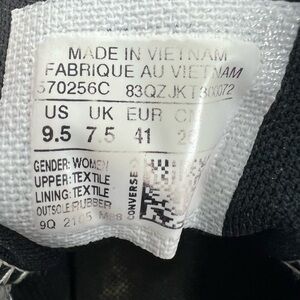 MADE IN VIETNAM
FABRIQUE AU VIETNAM
570256C
US UK EUR
9.5 7.5 41
GENDER: WOMEN
UPPER: TEXTILE
LINING: TEXTILE
OUTSOLE: RUBBER
CONVERSE
9Q